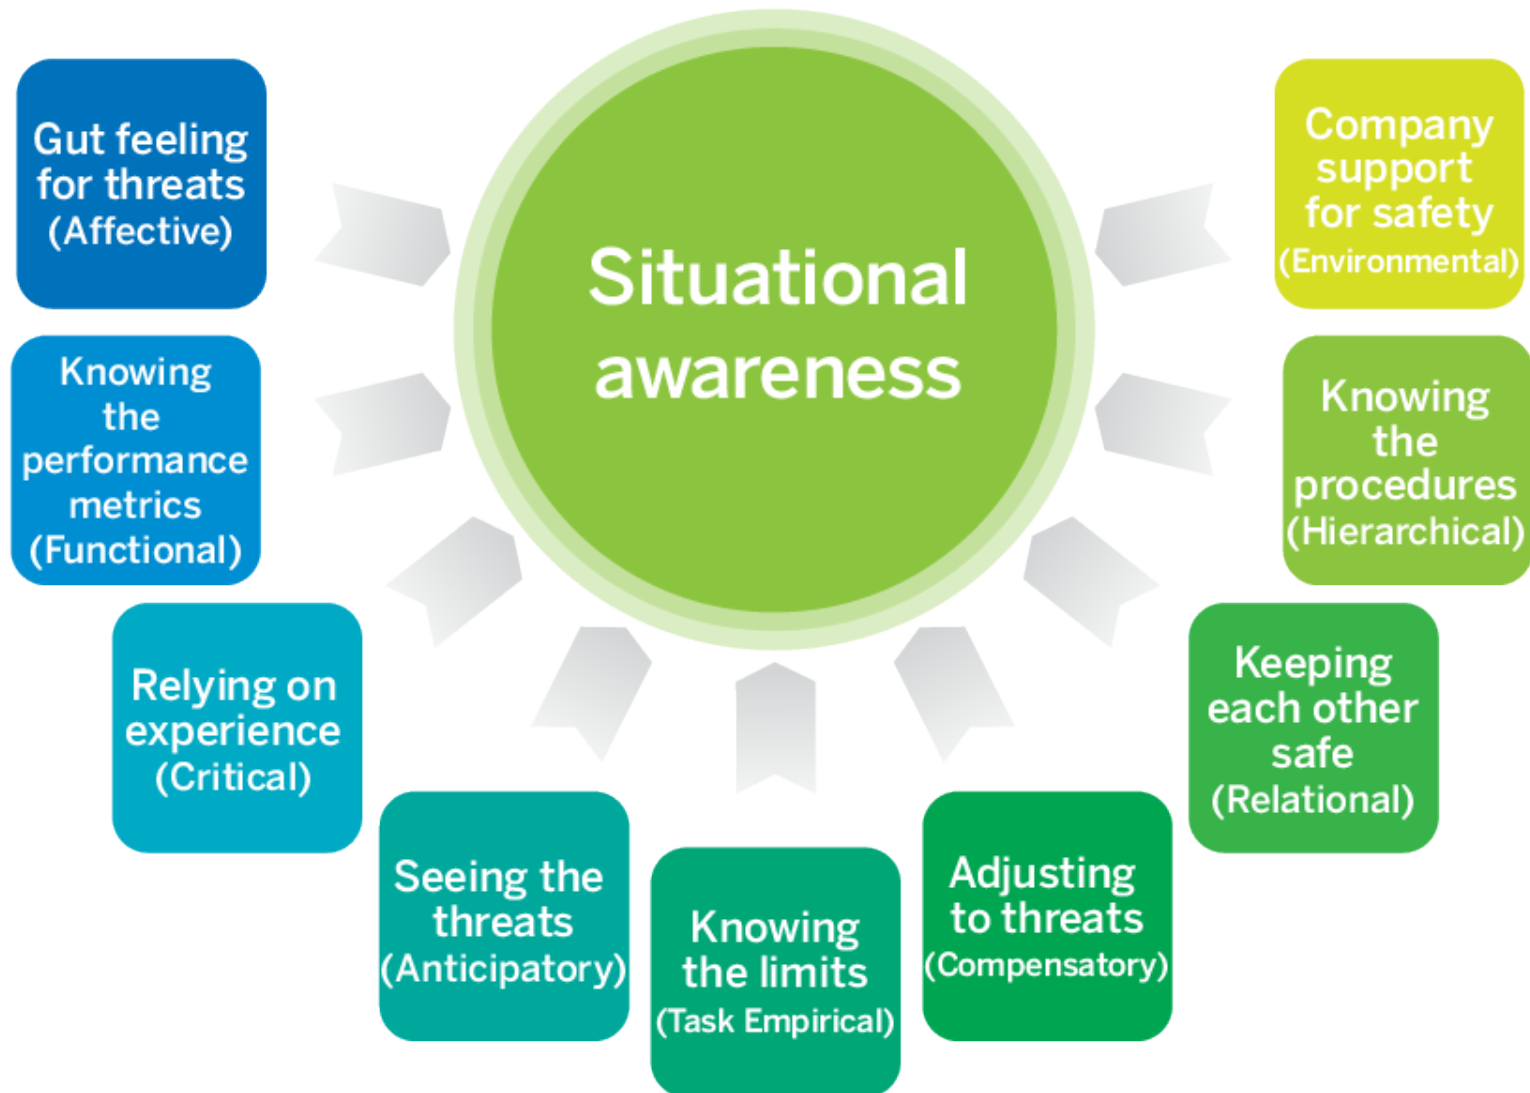 Situational
awareness
Gut feeling
for threats
(Affective)
Knowing
the
performance
metrics
(Functional)
Relying on
experience
(Critical)
Seeing the
threats
(Anticipatory)
Knowing
the limits
(Task Empirical)
Adjusting
to threats
(Compensatory)
Keeping
each other
safe
(Relational)
Knowing
the
procedures
(Hierarchical)
Company
support
for safety
(Environmental)